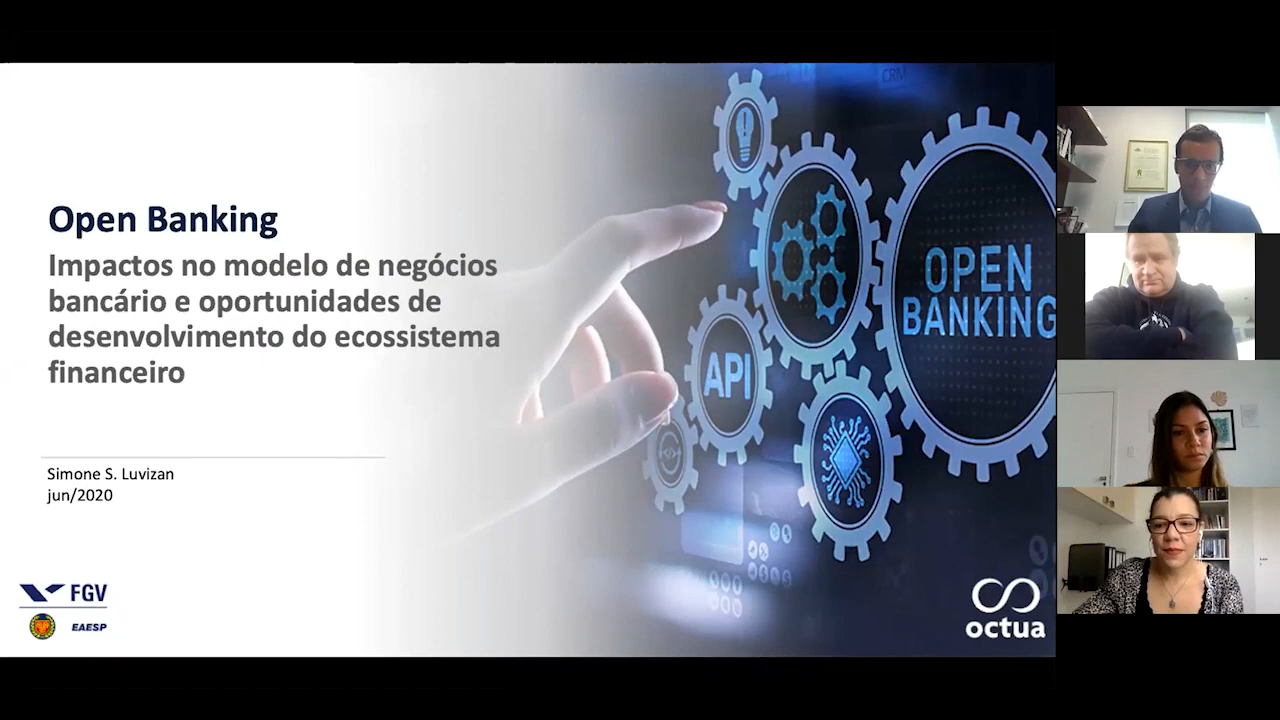 Open Banking
Impactos no modelo de negócios
bancário e oportunidades de
desenvolvimento do ecossistema
financeiro
Simone S. Luvizan
jun/2020
FGV
EAESP
CRM
API
OPEN
BANKING
octua